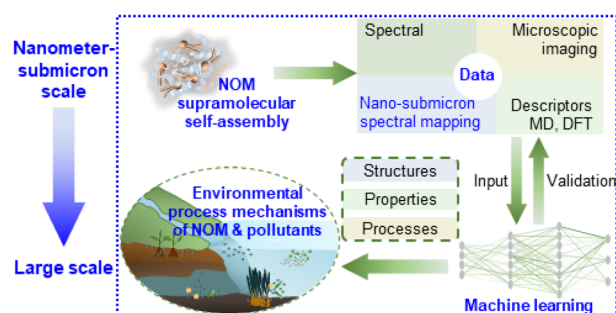 Nanometer-
submicron
scale
Large scale
NOM
supramolecular
self-assembly
Spectral
Microscopic
imaging
Data
Nano-submicron
spectral mapping
Descriptors
MD, DFT
Input
Validation
Structures
Properties
Processes
Environmental
process mechanisms
of NOM & pollutants
Machine learning